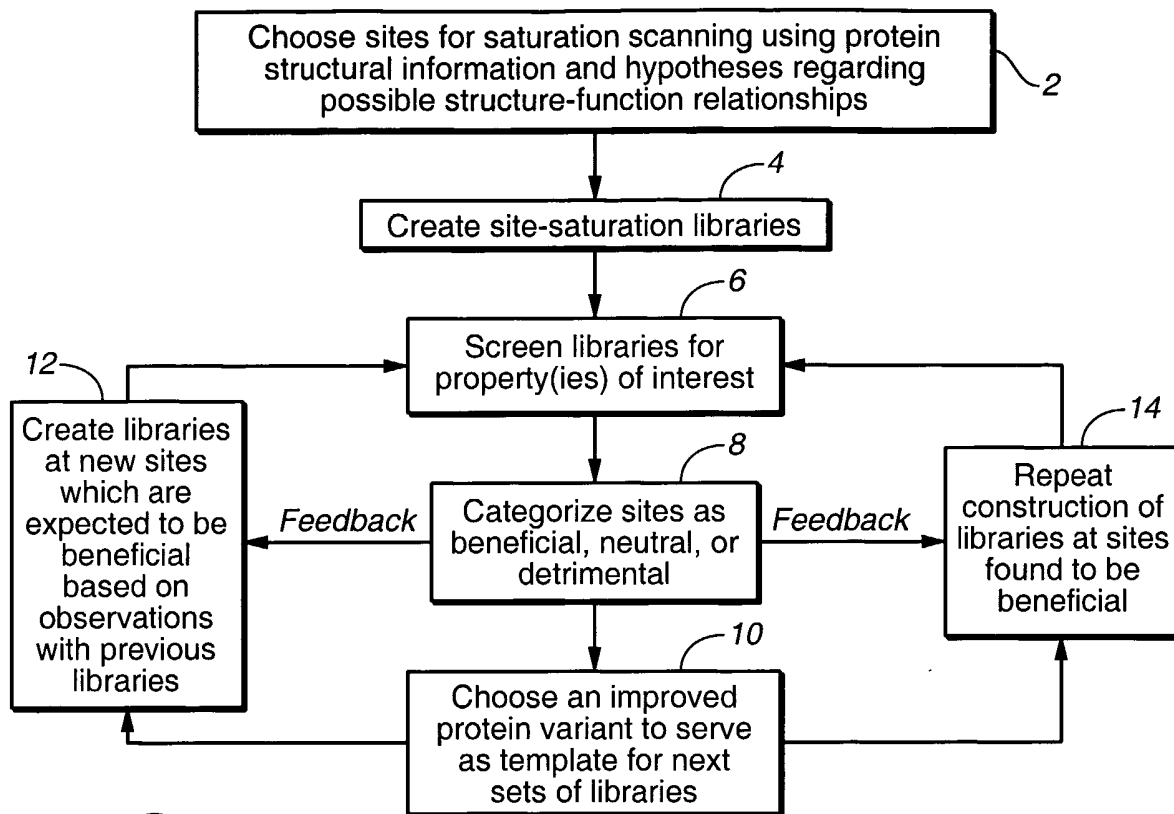 Choose sites for saturation scanning using protein
structural information and hypotheses regarding
possible structure-function relationships
2
4
Create site-saturation libraries
6
Screen libraries for
property(ies) of interest
12
Create libraries
at new sites
which are
expected to be
beneficial
based on
observations
with previous
libraries
8
Feedback
Categorize sites as
beneficial, neutral, or
detrimental
Feedback
14
Repeat
construction of
libraries at sites
found to be
beneficial
10
Choose an improved
protein variant to serve
as template for next
sets of libraries